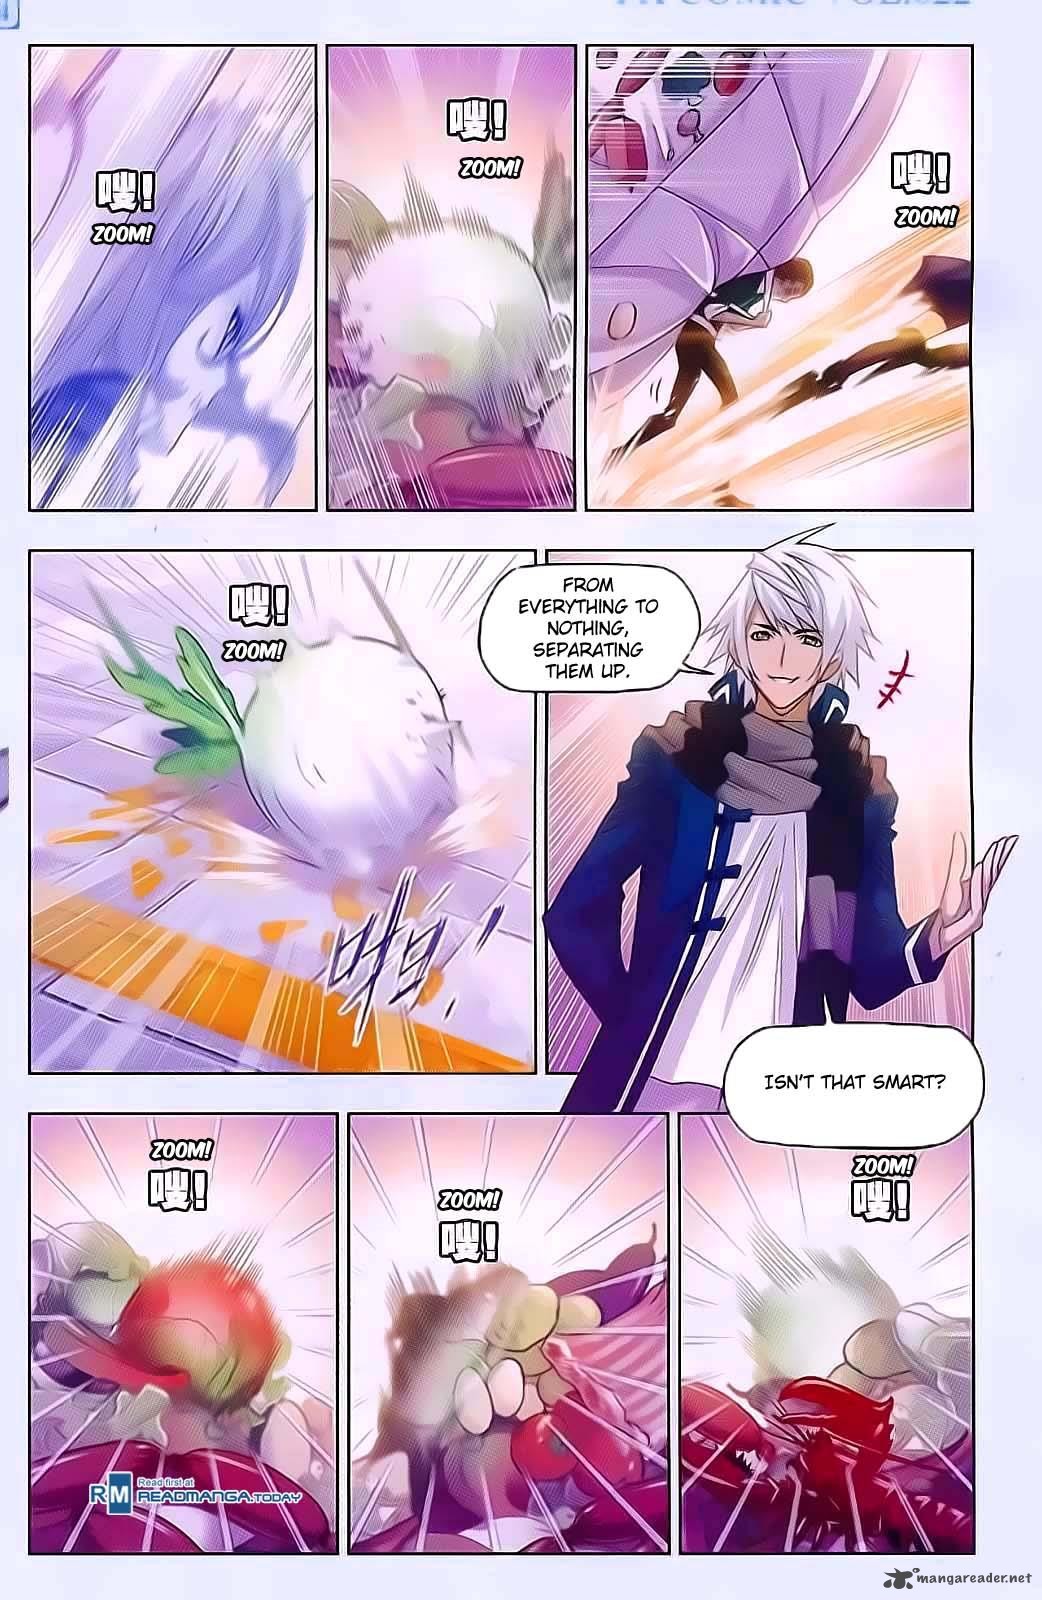 嗖!
ZOOM!
嗖!
ZOOM!
嗖!
ZOOM!
嗖!
ZOOM!
FROM
EVERYTHING TO
NOTHING,
SEPARATING
THEM UP.
ISN'T THAT SMART?
ZOOM!
嗖!
ZOOM!
嗖!
ZOOM!
嗖!
RM
Read first at
READMANGA.TODAY
mangareader.net